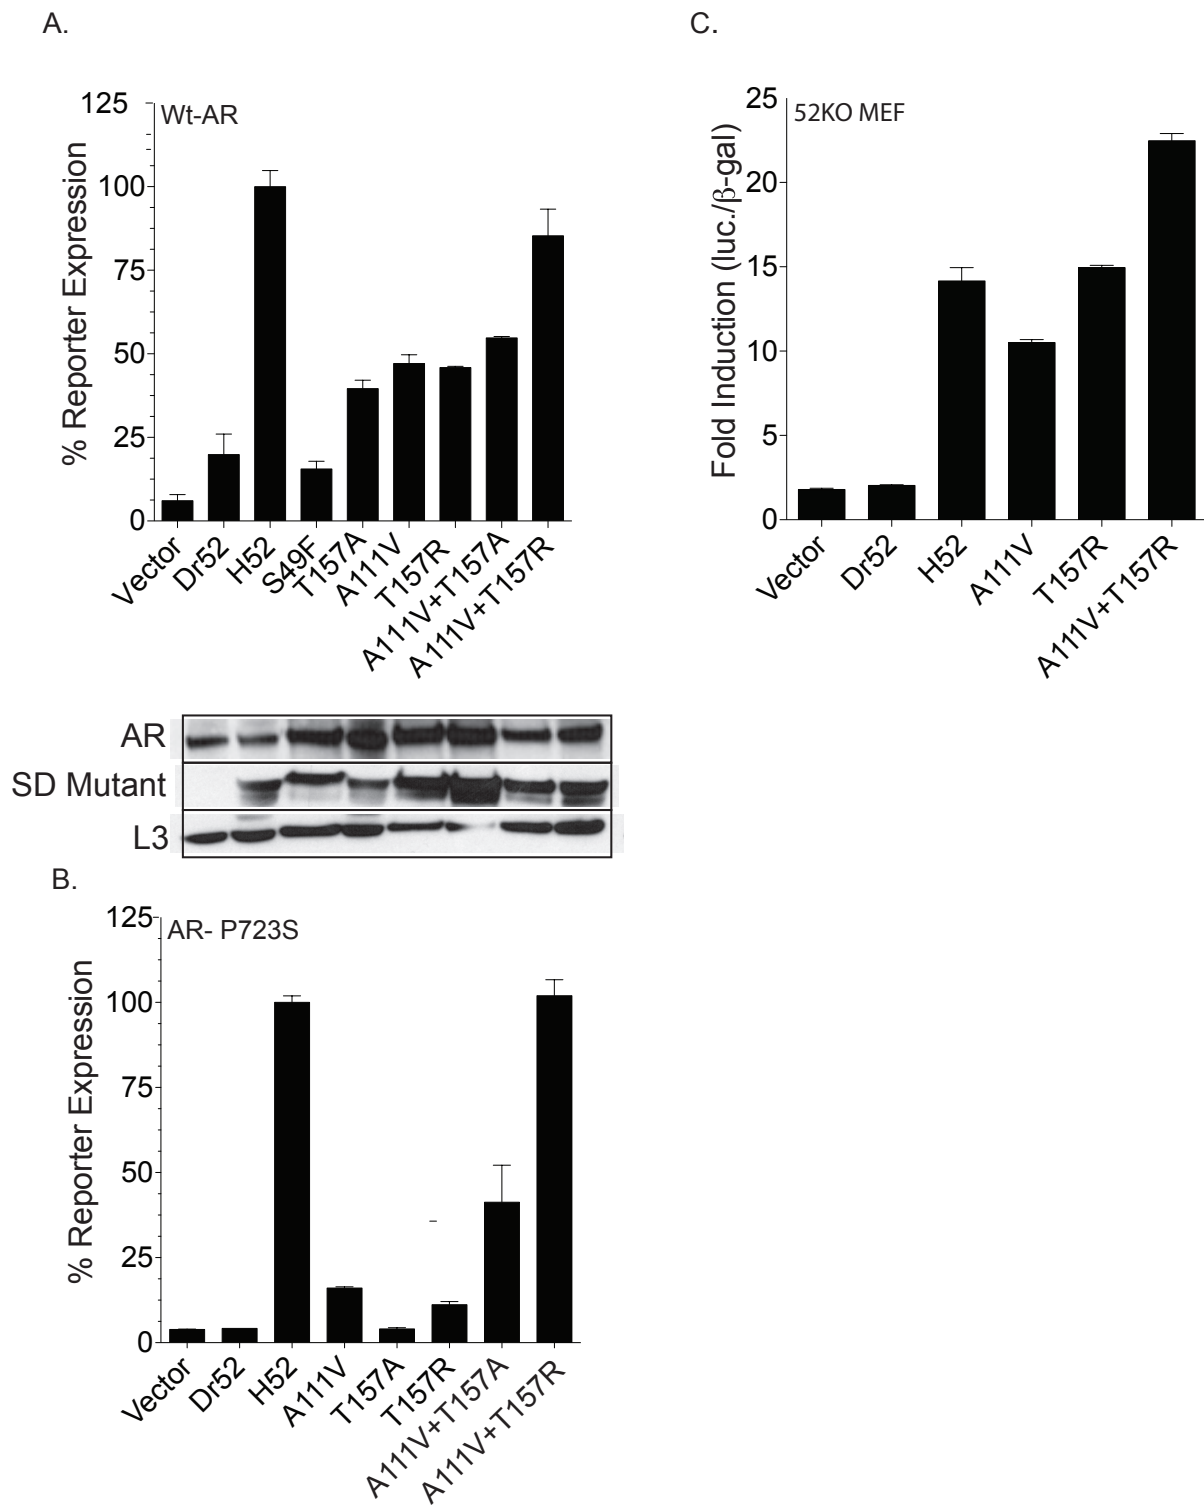 A.
125
100
75
50
25
0
% Reporter Expression
Wt-AR
Vector
Dr52
H52
S49F
T157A
A111V
T157R
A111V+T157A
A111V+T157R
AR
SD Mutant
L3
B.
125
100
75
50
25
0
% Reporter Expression
AR- P723S
Vector
Dr52
H52
A111V
T157A
T157R
A111V+T157A
A111V+T157R
C.
25
20
15
10
5
0
Fold Induction (luc./β-gal)
52KO MEF
Vector
Dr52
H52
A111V
T157R
A111V+T157R